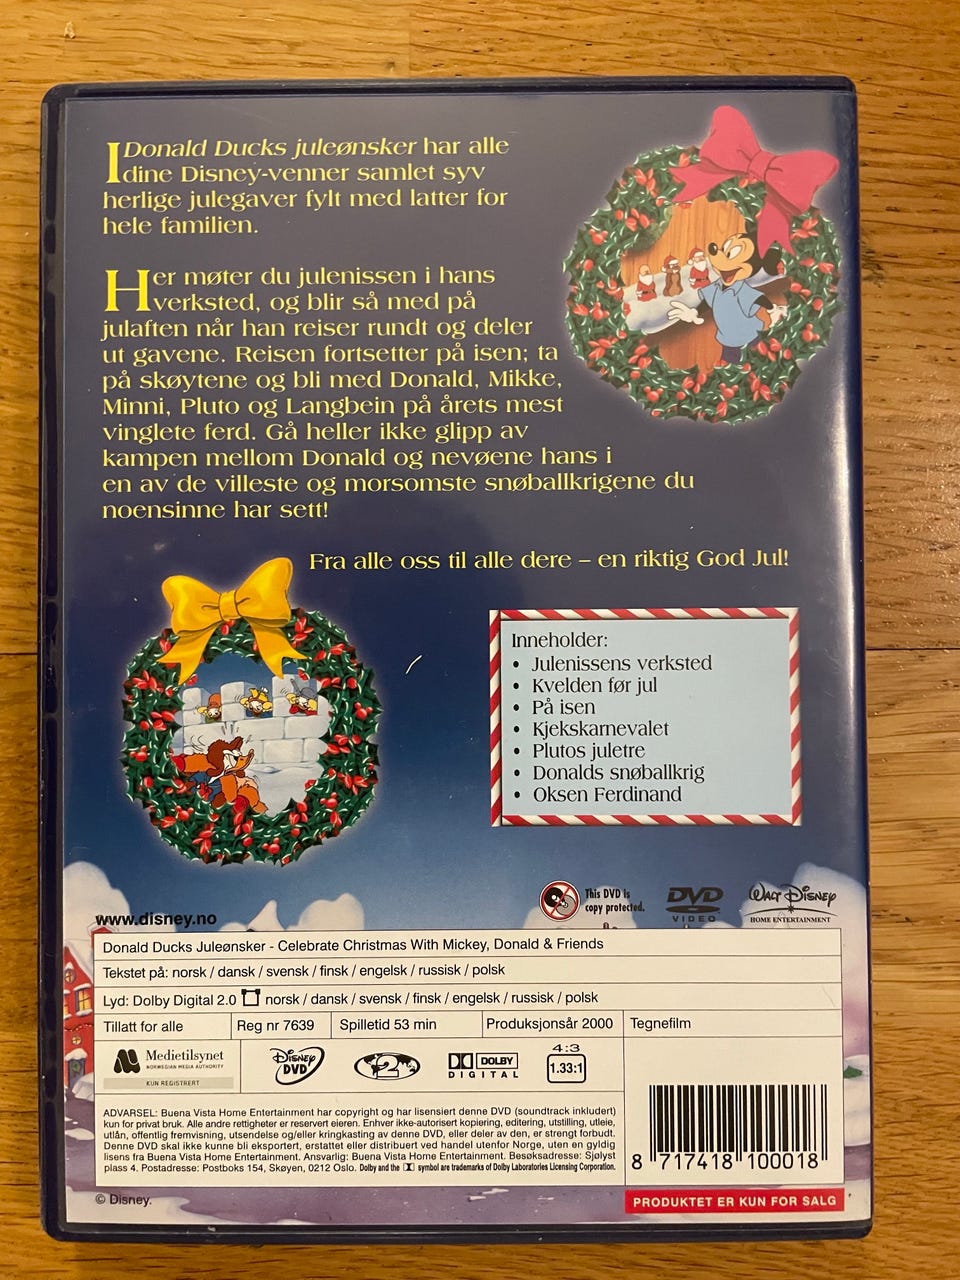 I Donald Ducks juleønsker har alle
dine Disney-venner samlet syv
herlige julegaver fylt med latter for
hele familien.
Her møter du julenissen i hans
verksted, og blir så med på
julaften når han reiser rundt og deler
ut gavene. Reisen fortsetter på isen; ta
på skøytene og bli med Donald, Mikke,
Minni, Pluto og Langbein på årets mest
vinglete ferd. Gå heller ikke glipp av
kampen mellom Donald og nevøene hans i
en av de villeste og morsomste snøballkrigene du
noensinne har sett!
Fra alle oss til alle dere – en riktig God Jul!
Inneholder:
• Julenissens verksted
• Kvelden før jul
• På isen
• Kjekskarnevalet
• Plutos juletre
• Donalds snøballkrig
• Oksen Ferdinand
www.disney.no
This DVD is
copy protected.
DVD
VIDEO
WALT DISNEY
HOME ENTERTAINMENT
Donald Ducks Juleønsker - Celebrate Christmas With Mickey, Donald & Friends
Tekstet på: norsk / dansk / svensk / finsk / engelsk / russisk / polsk
Lyd: Dolby Digital 2.0 norsk / dansk / svensk / finsk / engelsk / russisk / polsk
Tillatt for alle
Reg nr 7639
Spilletid 53 min
Produksjonsår 2000
Tegnefilm
Medietilsynet
NORWEGIAN MEDIA AUTHORITY
KUN REGISTRERT
Disney
DVD
2
DOLBY
DIGITAL
4:3
1.33:1
ADVARSEL: Buena Vista Home Entertainment har copyright og har lisensiert denne DVD (soundtrack inkludert)
kun for privat bruk. Alle andre rettigheter er reservert eieren. Enhver ikke-autorisert kopiering, editering, utstilling, utleie,
utlån, offentlig fremvisning, utsendelse og/eller kringkasting av denne DVD, eller deler av den, er strengt forbudt.
Denne DVD skal ikke kunne bli eksportert, erstattet eller distribuert ved handel utenfor Norge, uten en gyldig
lisens fra Buena Vista Home Entertainment. Ansvarlig: Buena Vista Home Entertainment. Besøksadresse: Sjølyst
plass 4. Postadresse: Postboks 154, Skøyen, 0212 Oslo. Dolby and the symbol are trademarks of Dolby Laboratories Licensing Corporation.
8 717418 100018
© Disney.
PRODUKTET ER KUN FOR SALG